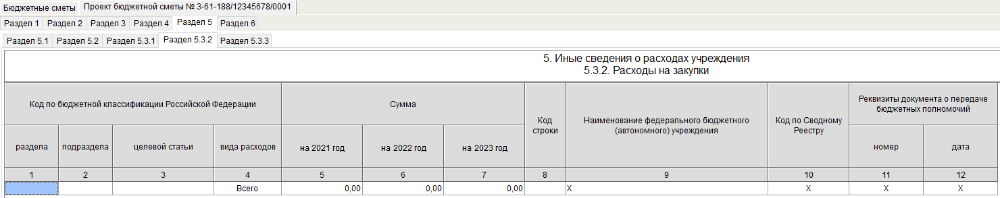 Бюджетные сметы Проект бюджетной сметы № 3-61-188/12345678/0001
Раздел 1 Раздел 2 Раздел 3 Раздел 4 Раздел 5 Раздел 6
Раздел 5.1 Раздел 5.2 Раздел 5.3.1 Раздел 5.3.2 Раздел 5.3.3
5. Иные сведения о расходах учреждения
5.3.2. Расходы на закупки
Код по бюджетной классификации Российской Федерации
Сумма
Код
строки
Наименование федерального бюджетного
(автономного) учреждения
Код по Сводному
Реестру
Реквизиты документа о передаче
бюджетных полномочий
раздела подраздела целевой статьи вида расходов на 2021 год на 2022 год на 2023 год номер дата
1 2 3 4 5 6 7 8 9 10 11 12
Всего 0,00 0,00 0,00 X X X X